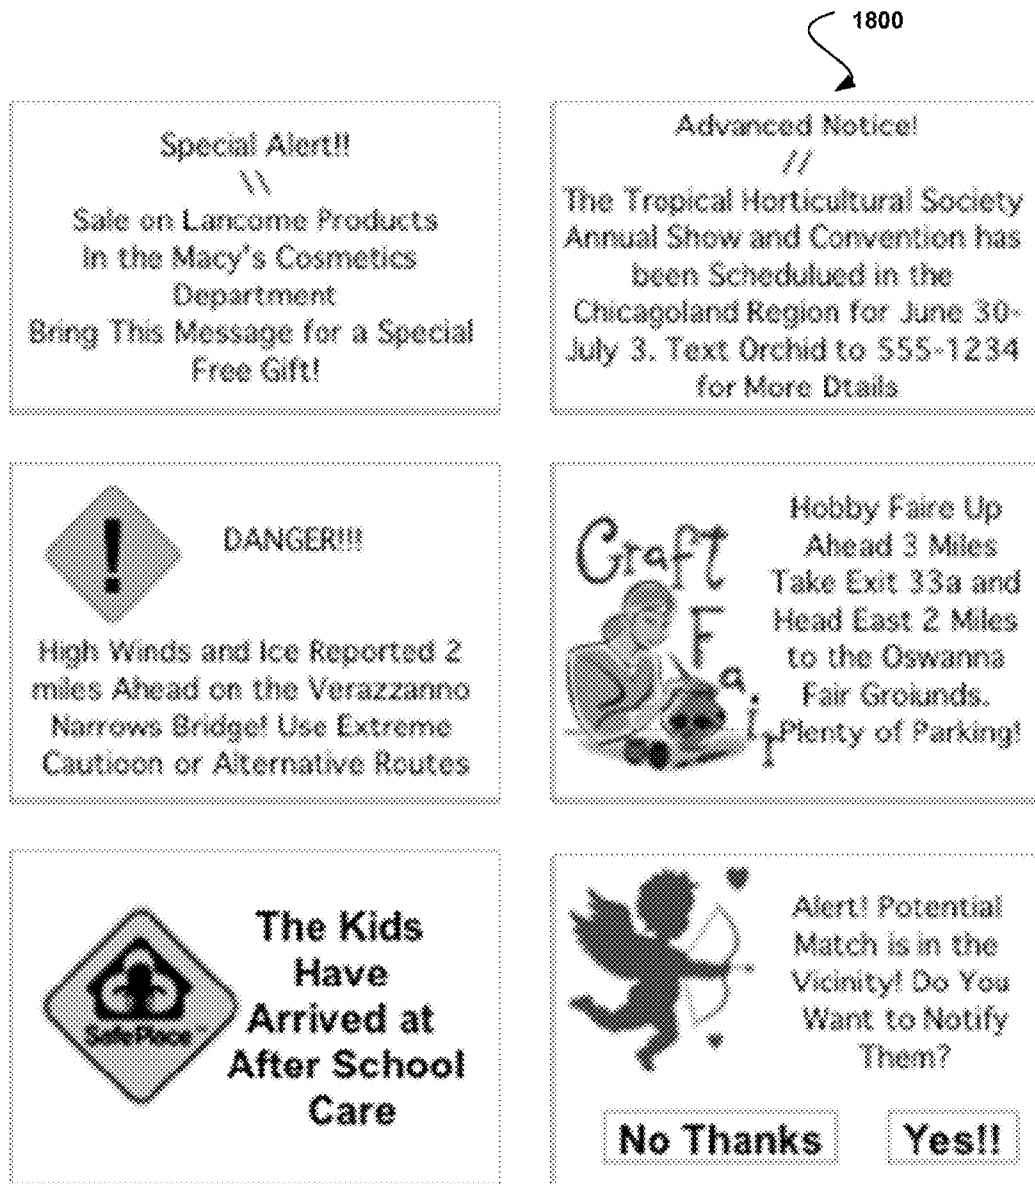 1800
Special Alert!!
\\
Sale on Lancome Products
In the Macy's Cosmetics
Department
Bring This Message for a Special
Free Gift!
Advanced Notice!
//
The Tropical Horticultural Society
Annual Show and Convention has
been Schedulued in the
Chicagoland Region for June 30-
July 3. Text Orchid to 555-1234
for More Dtails
!
DANGER!!!
High Winds and Ice Reported 2
miles Ahead on the Verazzanno
Narrows Bridge! Use Extreme
Cautioon or Alternative Routes
Craft
Fair
Hobby Faire Up
Ahead 3 Miles
Take Exit 33a and
Head East 2 Miles
to the Oswanna
Fair Groiunds.
Plenty of Parking!
Safe Place
The Kids
Have
Arrived at
After School
Care
Alert! Potential
Match is in the
Vicinity! Do You
Want to Notify
Them?
No Thanks
Yes!!